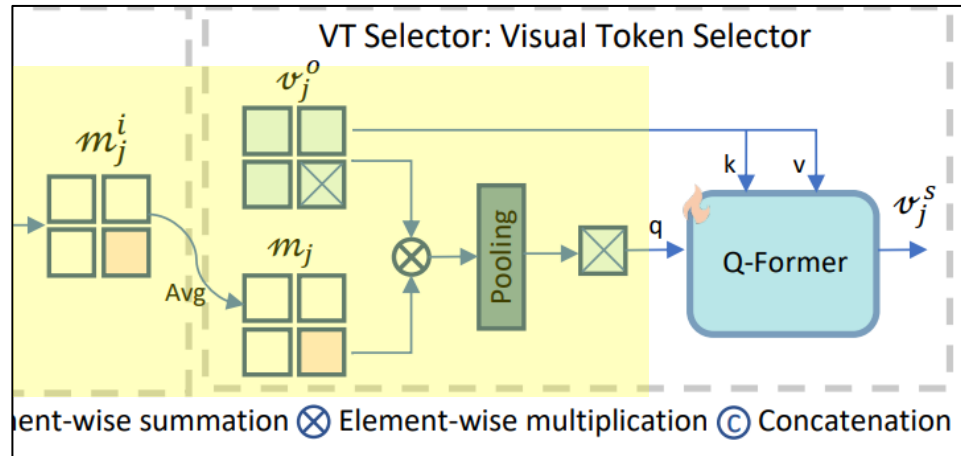 VT Selector: Visual Token Selector
v_j^o
m_j^i
k
v
v_j^s
q
Pooling
Q-Former
m_j
Avg
ent-wise summation ⊗ Element-wise multiplication © Concatenation